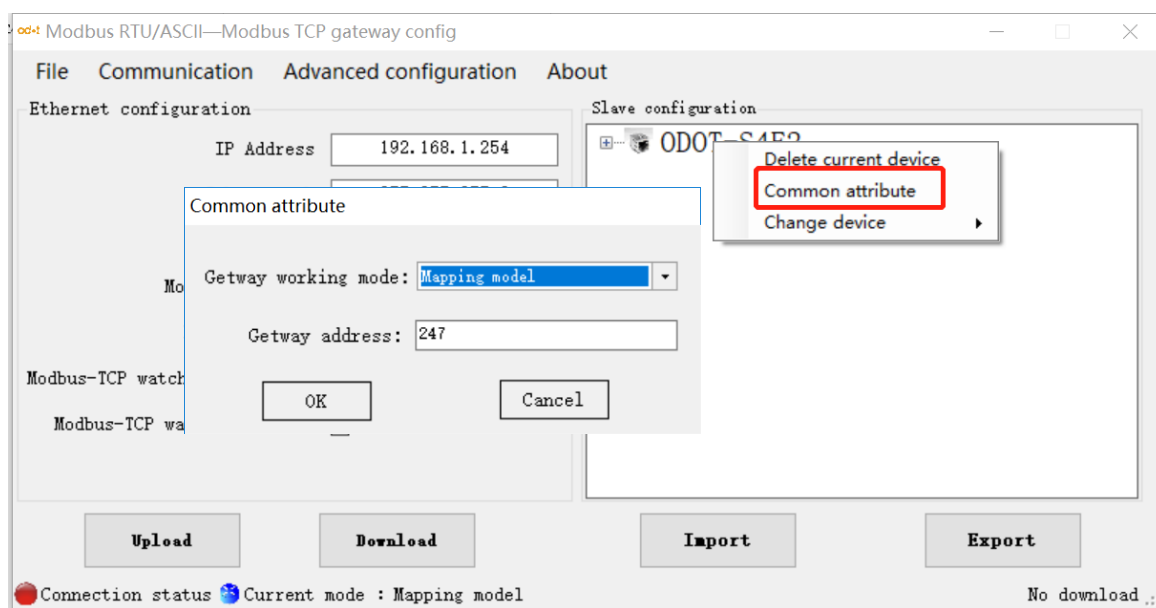 odot Modbus RTU/ASCII—Modbus TCP gateway config
File Communication Advanced configuration About
Ethernet configuration
IP Address 192.168.1.254
Slave configuration
ODOT-S4E2
Delete current device
Common attribute
Change device
Common attribute
Getway working mode: Mapping model
Getway address: 247
OK Cancel
Mo
Modbus-TCP watch
Modbus-TCP wa
Upload Download Import Export
Connection status Current mode : Mapping model No download